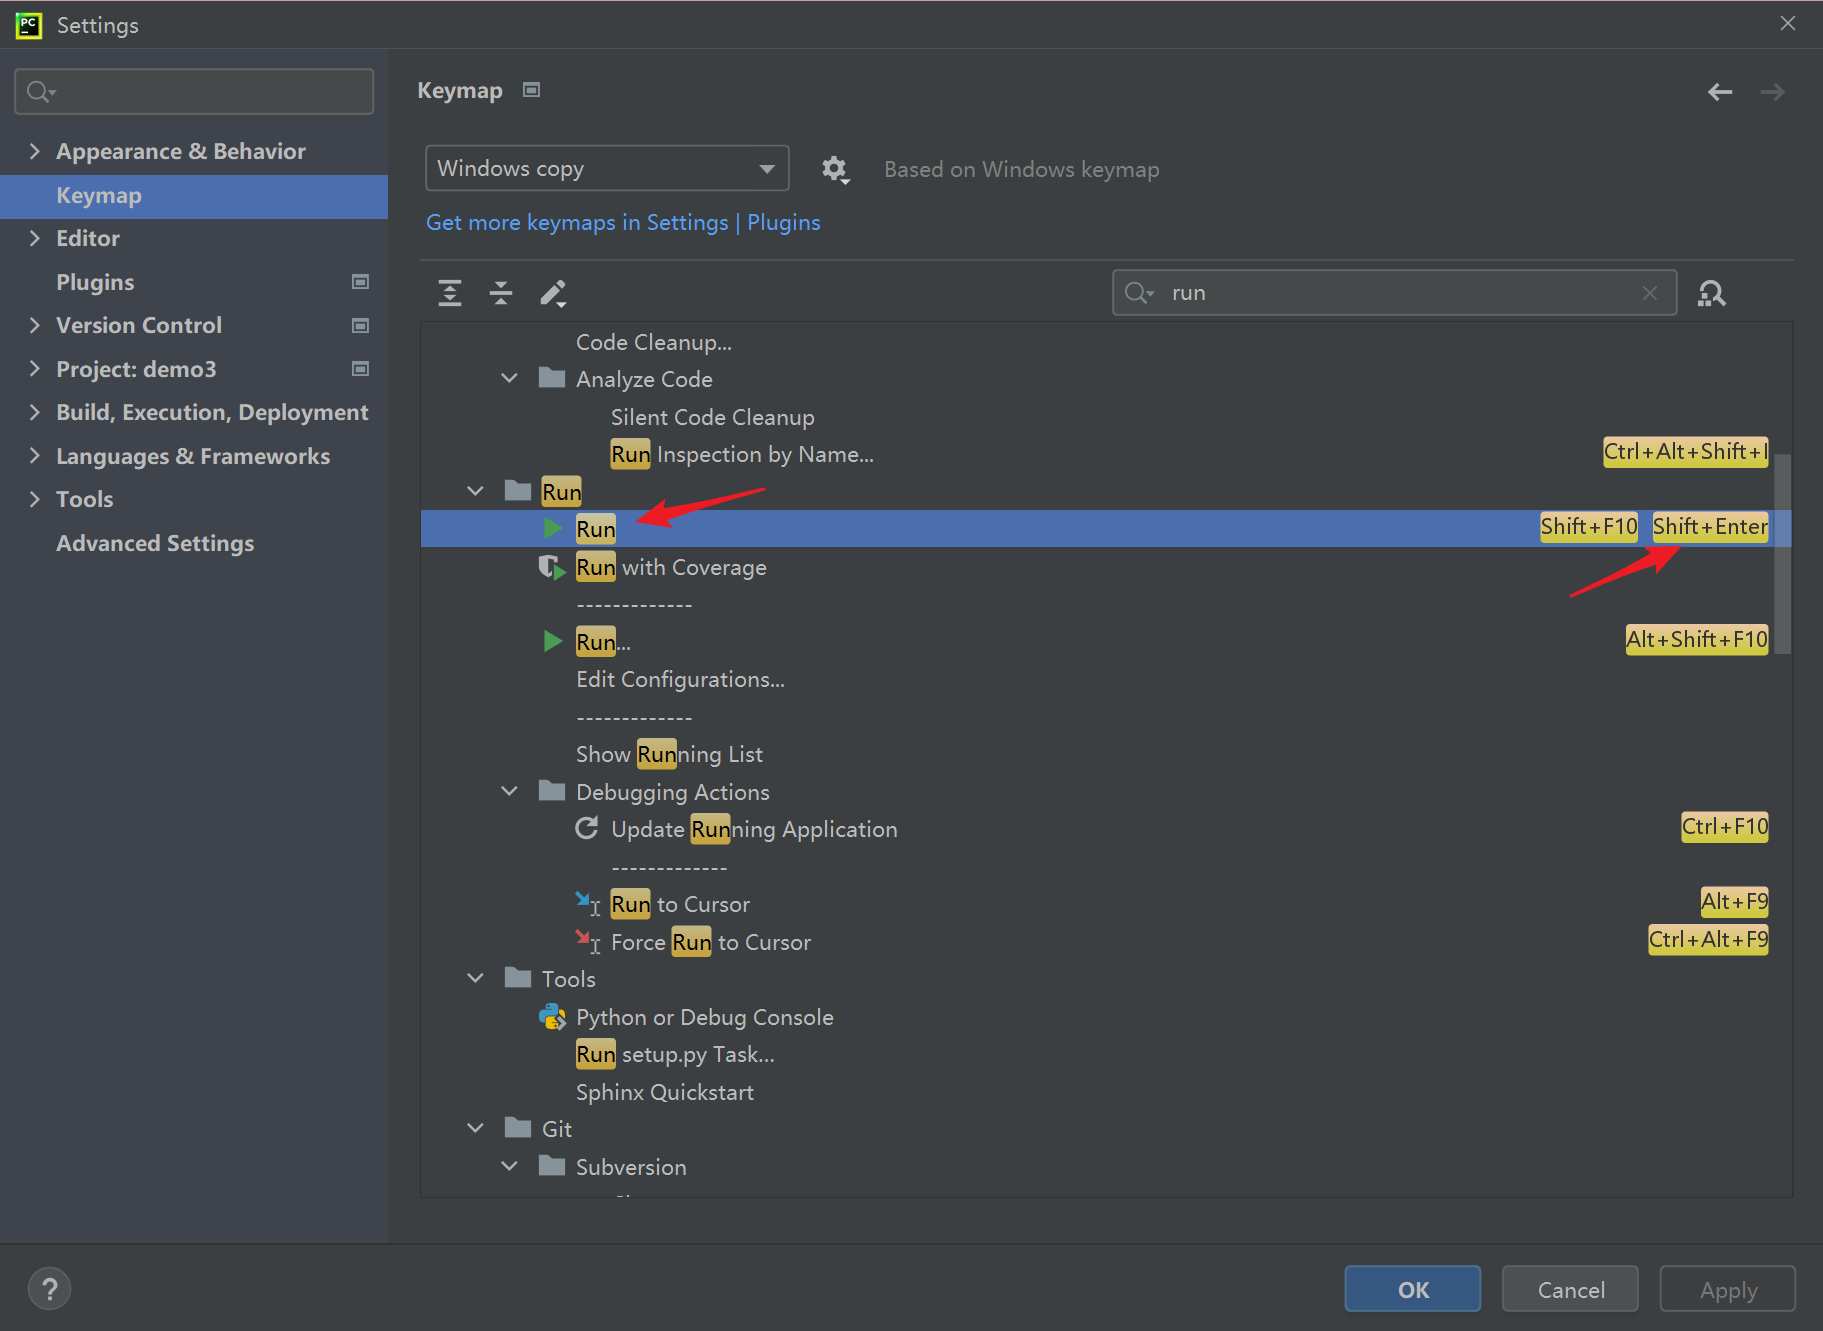 PC Settings
Appearance & Behavior
Keymap
Editor
Plugins
Version Control
Project: demo3
Build, Execution, Deployment
Languages & Frameworks
Tools
Advanced Settings
Keymap
Windows copy
Based on Windows keymap
Get more keymaps in Settings | Plugins
run
Code Cleanup...
Analyze Code
Silent Code Cleanup
Run Inspection by Name... Ctrl+Alt+Shift+I
Run
Run Shift+F10 Shift+Enter
Run with Coverage
-------------
Run... Alt+Shift+F10
Edit Configurations...
-------------
Show Running List
Debugging Actions
Update Running Application Ctrl+F10
-------------
Run to Cursor Alt+F9
Force Run to Cursor Ctrl+Alt+F9
Tools
Python or Debug Console
Run setup.py Task...
Sphinx Quickstart
Git
Subversion
?
OK Cancel Apply